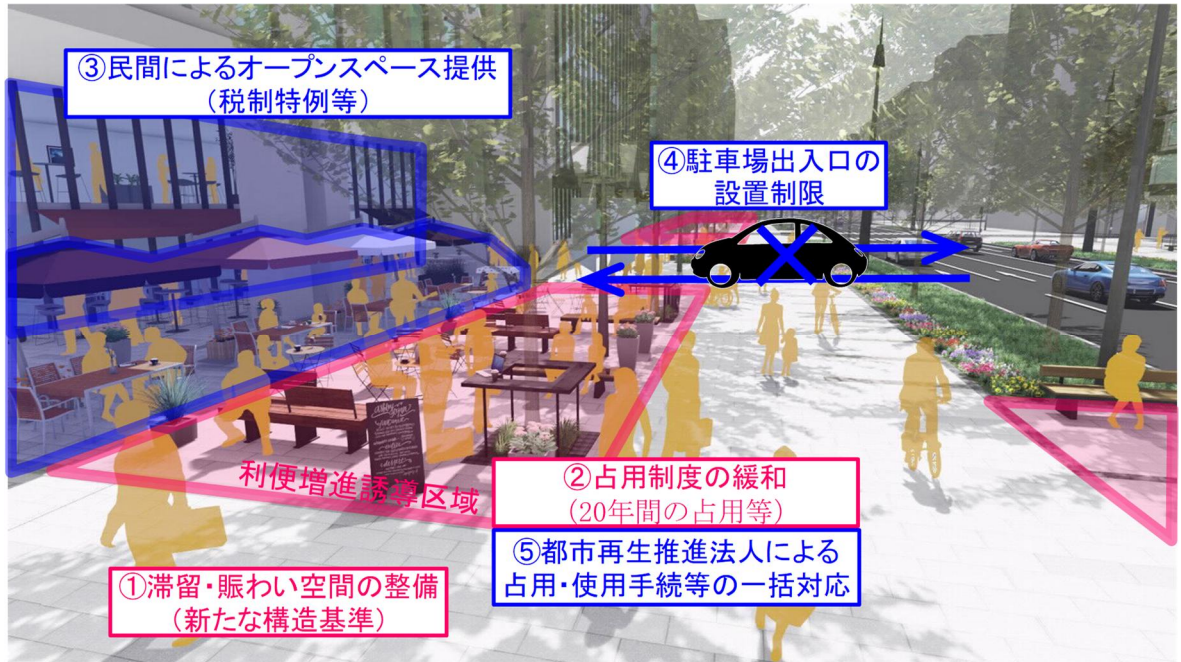 ③民間によるオープンスペース提供
（税制特例等）
④駐車場出入口の
設置制限
利便増進誘導区域
②占用制度の緩和
（20年間の占用等）
⑤都市再生推進法人による
占用・使用手続等の一括対応
①滞留・賑わい空間の整備
（新たな構造基準）